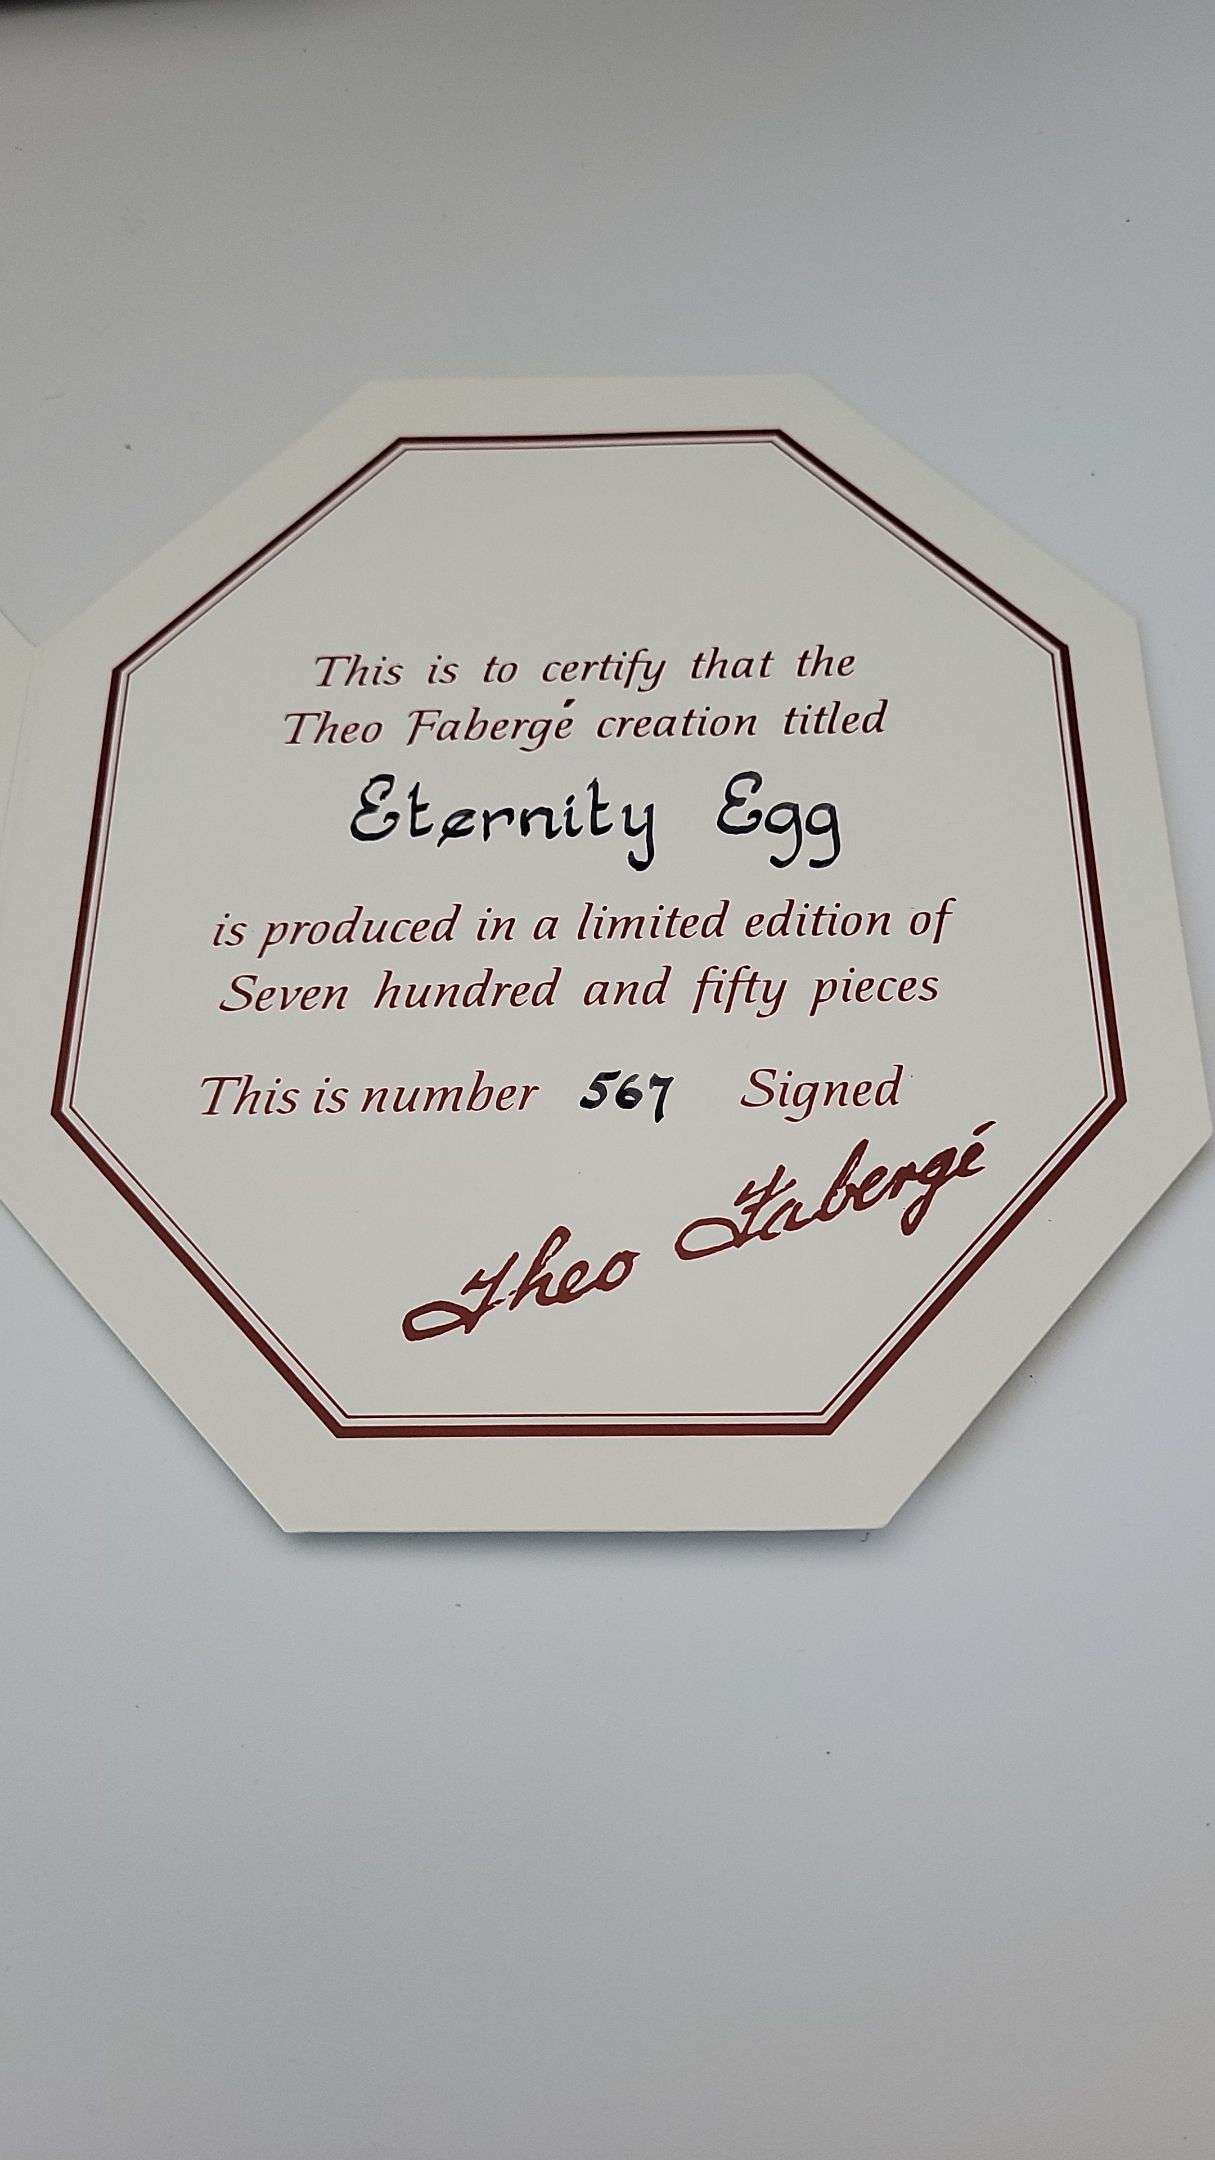 This is to certify that the
Theo Fabergé creation titled
Eternity Egg
is produced in a limited edition of
Seven hundred and fifty pieces
This is number 567 Signed
Theo Fabergé